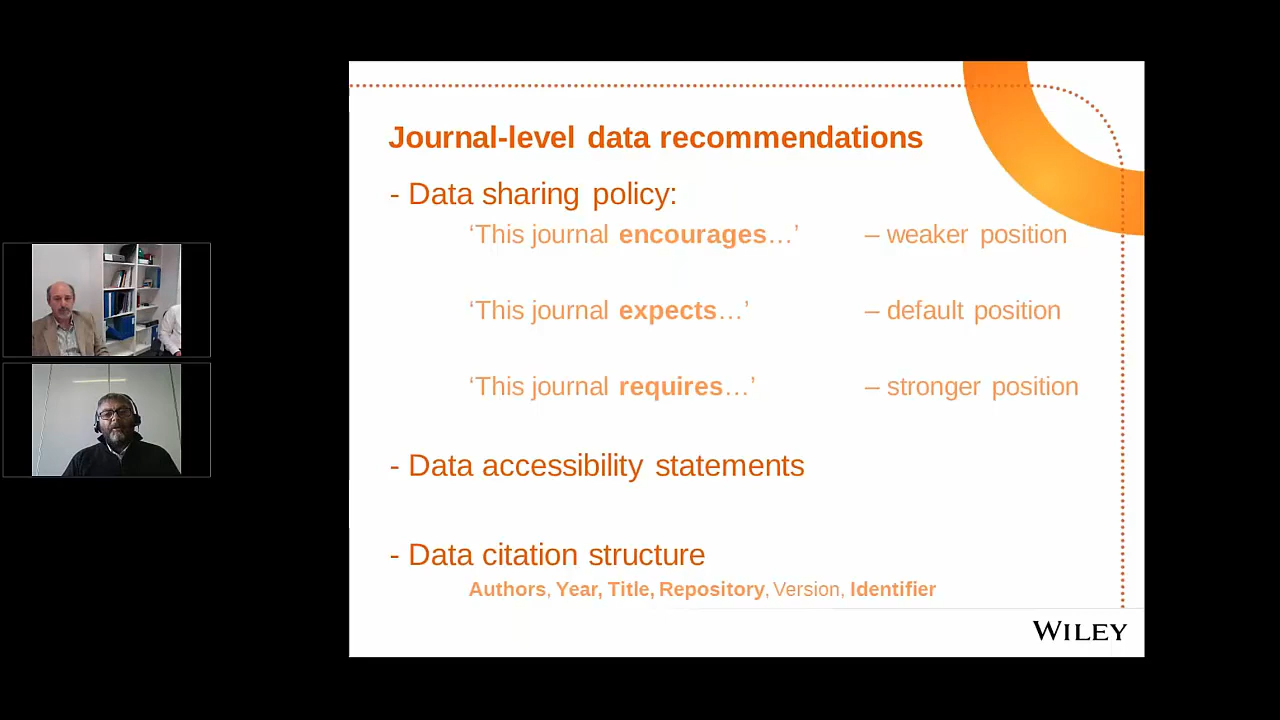 Journal-level data recommendations
- Data sharing policy:
‘This journal encourages…’ – weaker position
‘This journal expects…’ – default position
‘This journal requires…’ – stronger position
- Data accessibility statements
- Data citation structure
Authors, Year, Title, Repository, Version, Identifier
WILEY